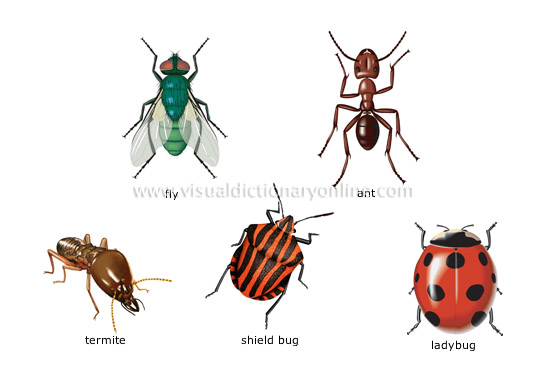 www.visualdictionaryonline.com
fly
ant
termite
shield bug
ladybug